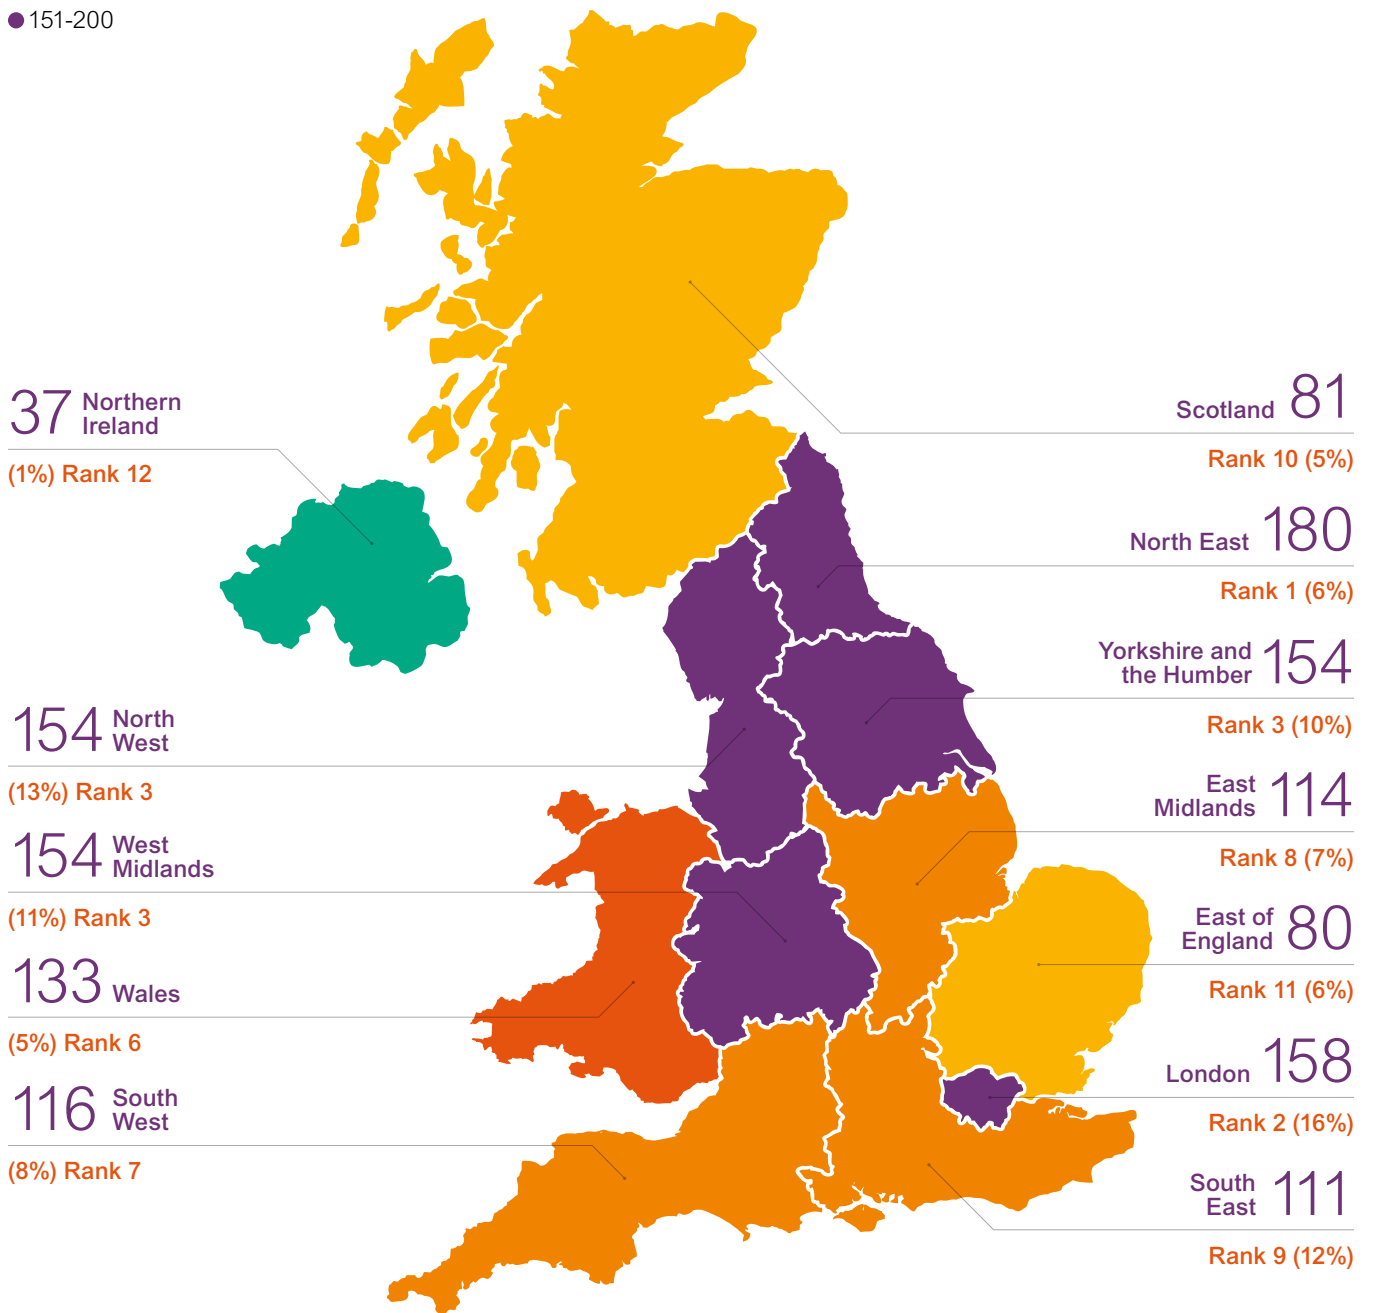 151-200
37 Northern
Ireland
(1%) Rank 12
154 North
West
(13%) Rank 3
154 West
Midlands
(11%) Rank 3
133 Wales
(5%) Rank 6
116 South
West
(8%) Rank 7
Scotland 81
Rank 10 (5%)
North East 180
Rank 1 (6%)
Yorkshire and
the Humber 154
Rank 3 (10%)
East
Midlands 114
Rank 8 (7%)
East of
England 80
Rank 11 (6%)
London 158
Rank 2 (16%)
South
East 111
Rank 9 (12%)